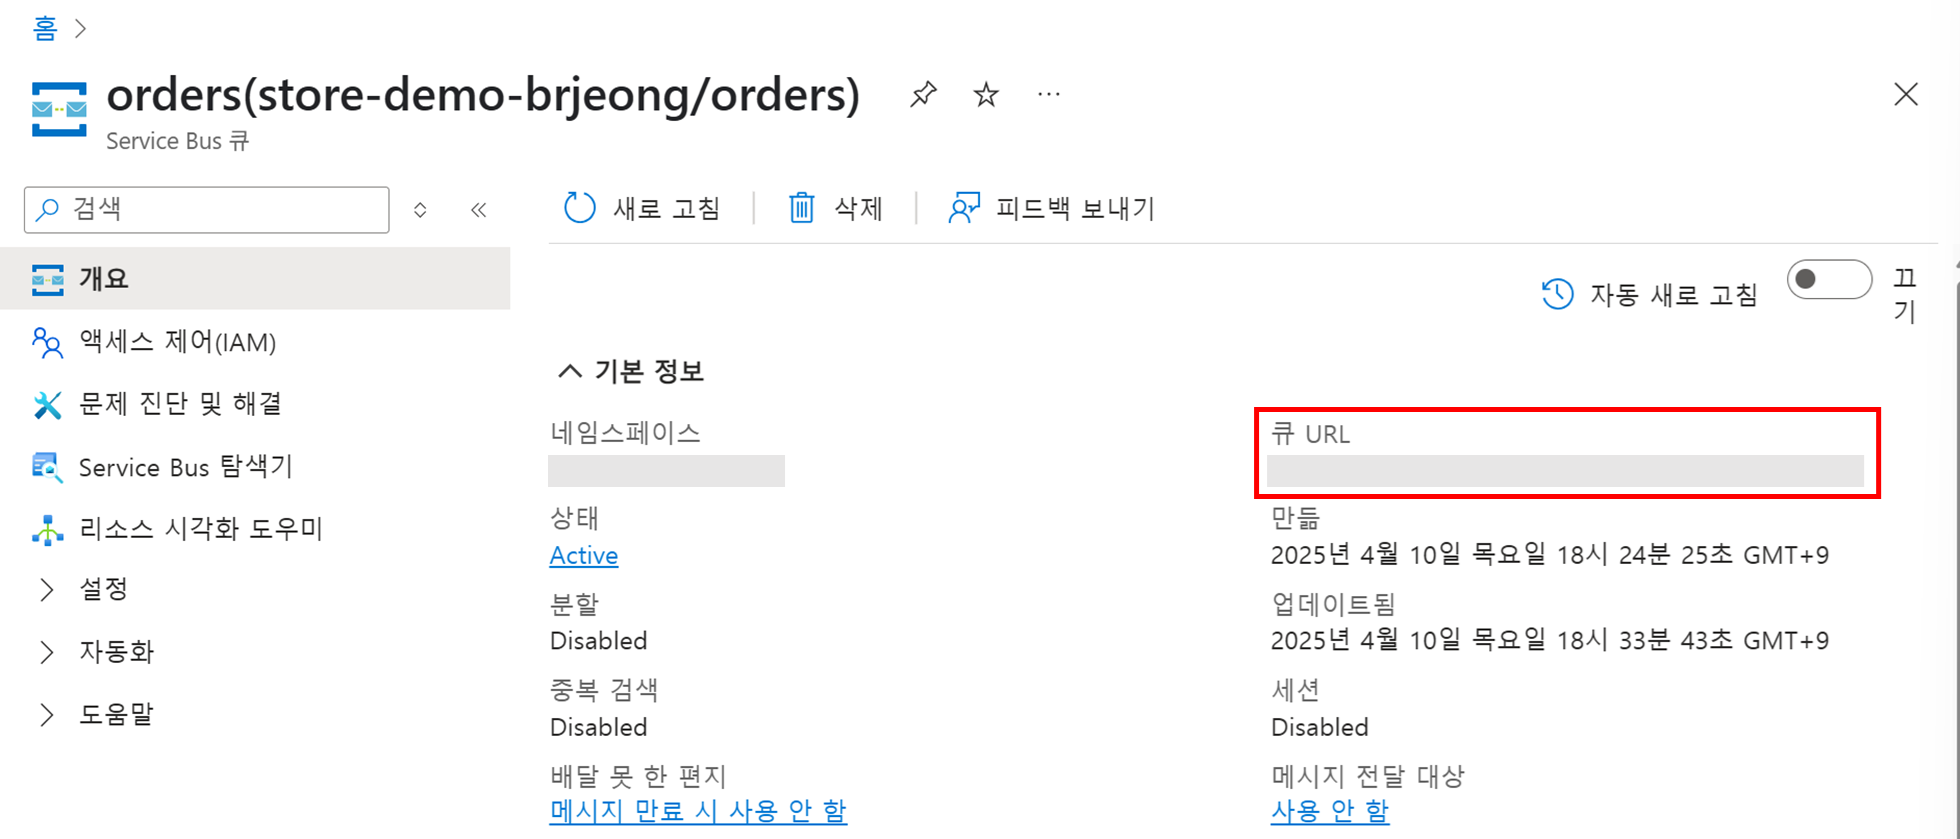 홈
orders(store-demo-brjeong/orders)
Service Bus 큐
검색
새로 고침
삭제
피드백 보내기
개요
액세스 제어(IAM)
문제 진단 및 해결
Service Bus 탐색기
리소스 시각화 도우미
설정
자동화
도움말
자동 새로 고침
끄
기
기본 정보
네임스페이스
큐 URL
상태
Active
만듦
2025년 4월 10일 목요일 18시 24분 25초 GMT+9
분할
Disabled
업데이트됨
2025년 4월 10일 목요일 18시 33분 43초 GMT+9
중복 검색
Disabled
세션
Disabled
배달 못 한 편지
메시지 만료 시 사용 안 함
메시지 전달 대상
사용 안 함